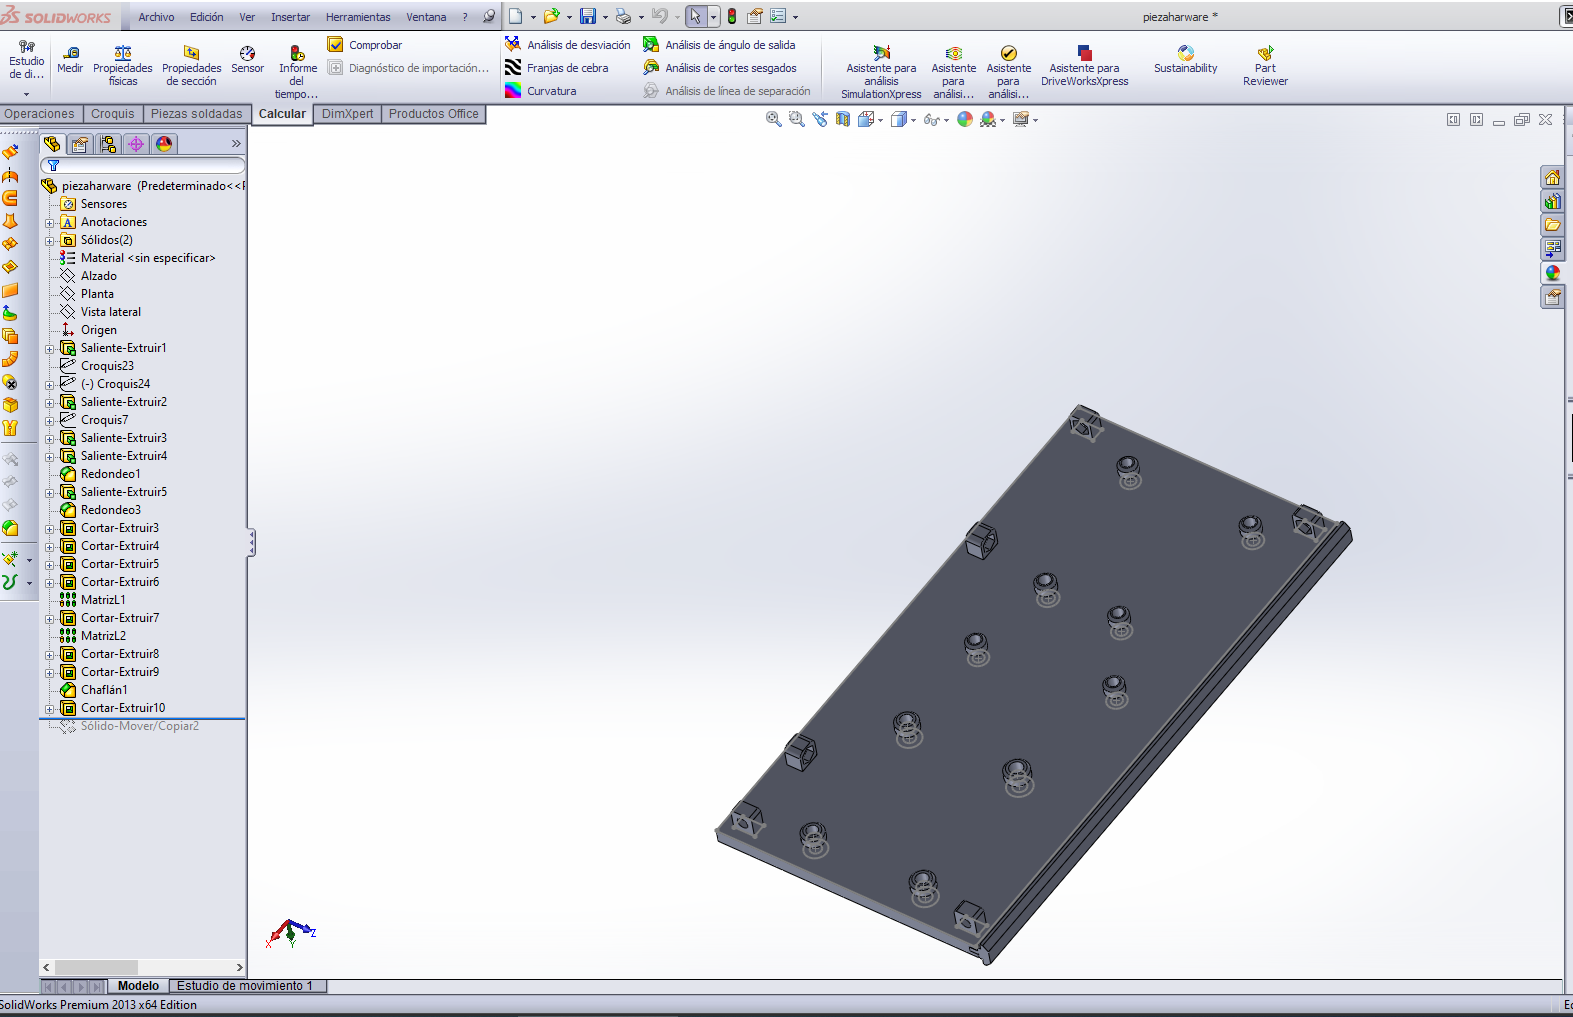 SOLIDWORKS
Archivo Edición Ver Insertar Herramientas Ventana ?
piezaharware *
Estudio de di...
Medir
Propiedades físicas
Propiedades de sección
Sensor
Informe del tiempo...
Comprobar
Diagnóstico de importación...
Análisis de desviación
Franjas de cebra
Curvatura
Análisis de ángulo de salida
Análisis de cortes sesgados
Análisis de línea de separación
Asistente para análisis SimulationXpress
Asistente para análisi...
Asistente para análisi...
Asistente para DriveWorksXpress
Sustainability
Part Reviewer
Operaciones Croquis Piezas soldadas Calcular DimXpert Productos Office
piezaharware (Predeterminado<<
Sensores
Anotaciones
Sólidos(2)
Material <sin especificar>
Alzado
Planta
Vista lateral
Origen
Saliente-Extruir1
Croquis23
(-) Croquis24
Saliente-Extruir2
Croquis7
Saliente-Extruir3
Saliente-Extruir4
Redondeo1
Saliente-Extruir5
Redondeo3
Cortar-Extruir3
Cortar-Extruir4
Cortar-Extruir5
Cortar-Extruir6
MatrizL1
Cortar-Extruir7
MatrizL2
Cortar-Extruir8
Cortar-Extruir9
Chaflán1
Cortar-Extruir10
Sólido-Mover/Copiar2
X Y Z
Modelo Estudio de movimiento 1
SolidWorks Premium 2013 x64 Edition